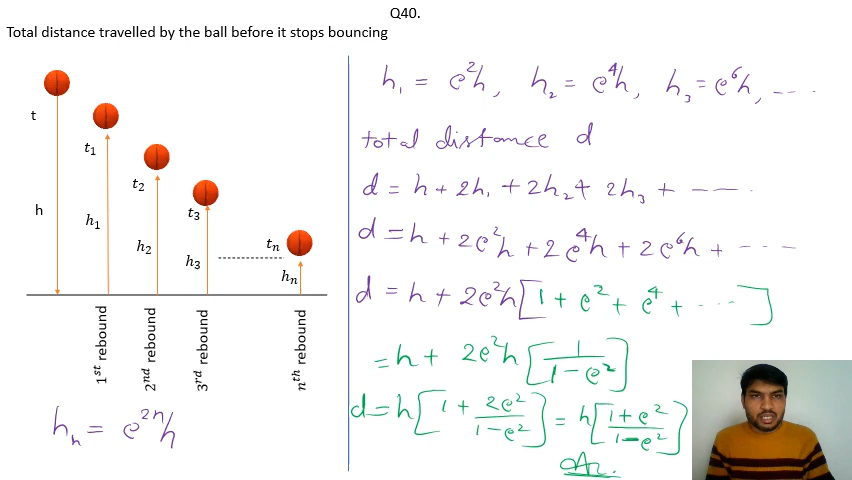 Q40.
Total distance travelled by the ball before it stops bouncing
t
t₁
t₂
t₃
tₙ
h
h₁
h₂
h₃
hₙ
1ˢᵗ rebound
2ⁿᵈ rebound
3ʳᵈ rebound
nᵗʰ rebound
hₙ = e²ⁿh
h₁ = e²h, h₂ = e⁴h, h₃ = e⁶h, ----
total distance d
d = h + 2h₁ + 2h₂ + 2h₃ + ----
d = h + 2e²h + 2e⁴h + 2e⁶h + ----
d = h + 2e²h[1 + e² + e⁴ + ----]
= h + 2e²h[1/(1-e²)]
d = h[1 + 2e²/(1-e²)] = h[(1+e²)/(1-e²)]